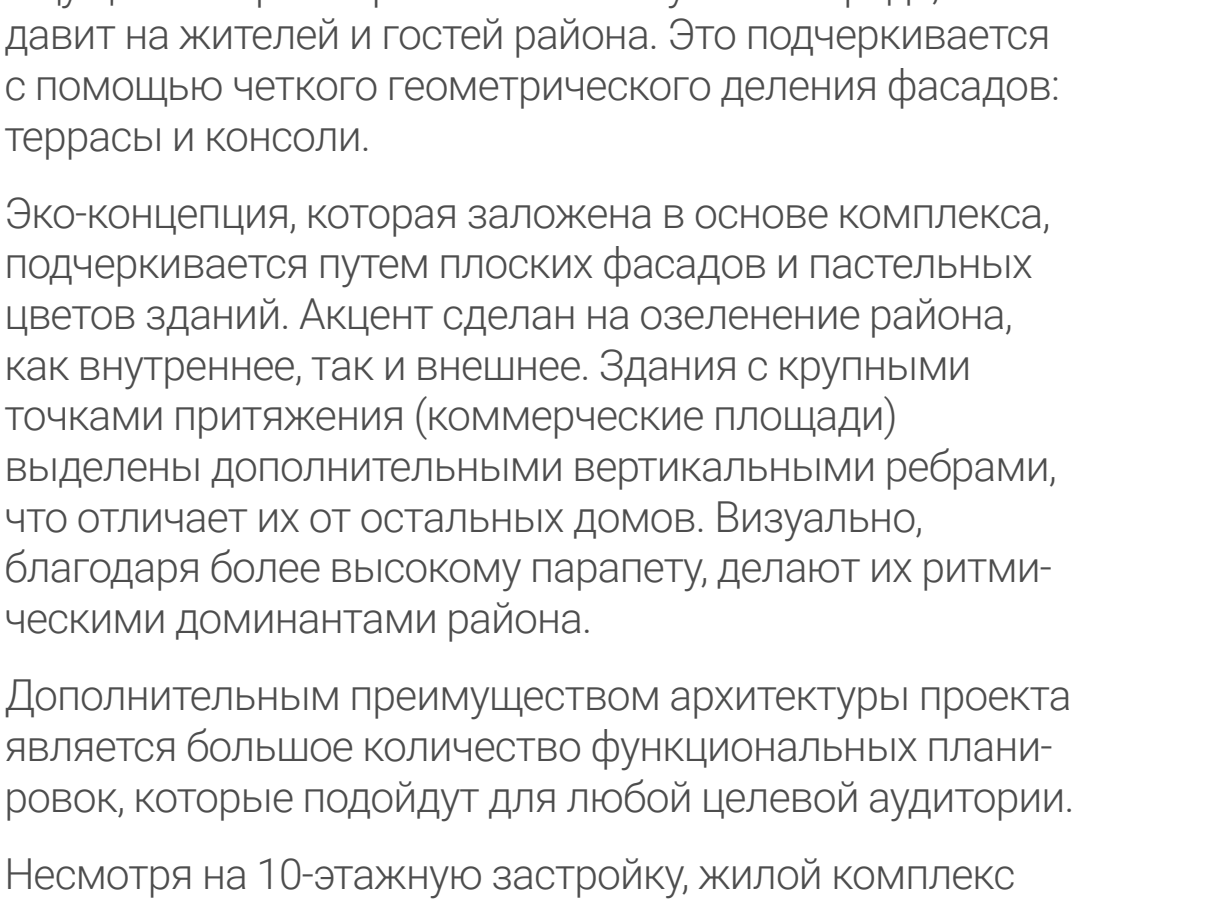 давит на жителей и гостей района. Это подчеркивается
с помощью четкого геометрического деления фасадов:
террасы и консоли.
Эко-концепция, которая заложена в основе комплекса,
подчеркивается путем плоских фасадов и пастельных
цветов зданий. Акцент сделан на озеленение района,
как внутреннее, так и внешнее. Здания с крупными
точками притяжения (коммерческие площади)
выделены дополнительными вертикальными ребрами,
что отличает их от остальных домов. Визуально,
благодаря более высокому парапету, делают их ритми-
ческими доминантами района.
Дополнительным преимуществом архитектуры проекта
является большое количество функциональных плани-
ровок, которые подойдут для любой целевой аудитории.
Несмотря на 10-этажную застройку, жилой комплекс